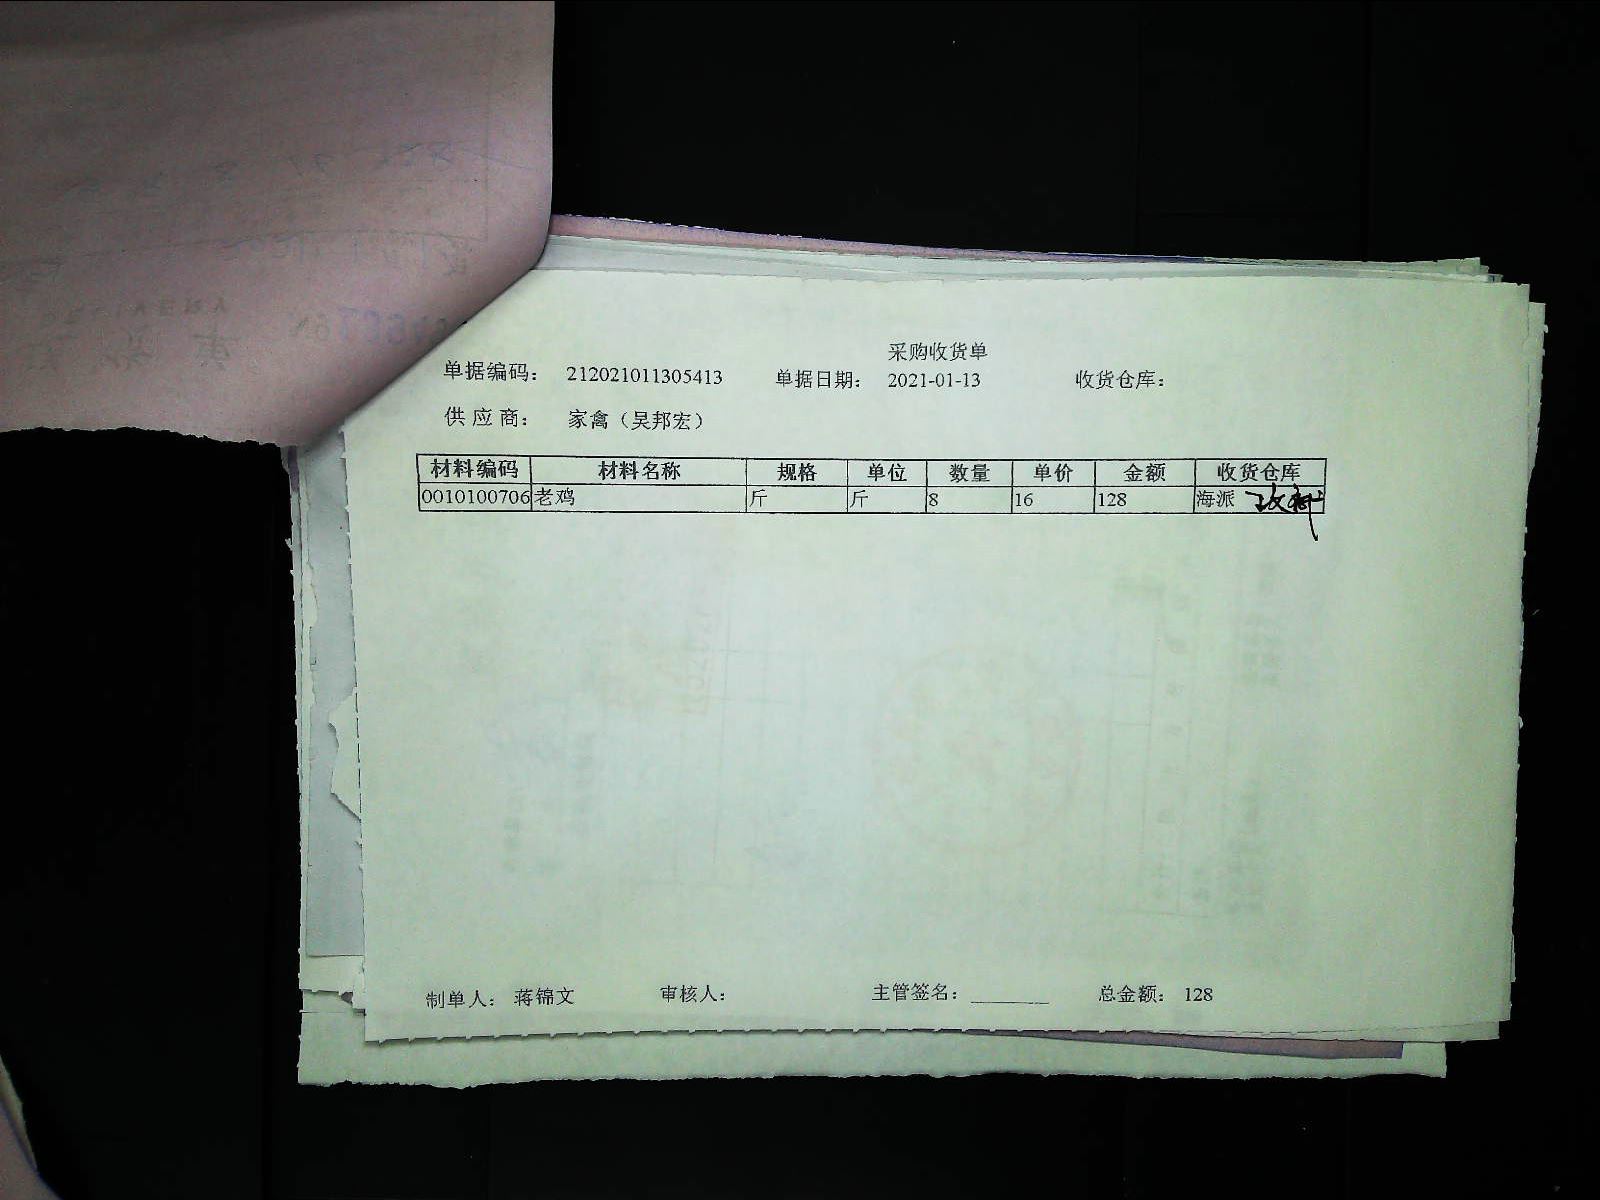 采购收货单
单据编码： 212021011305413 单据日期： 2021-01-13 收货仓库：
供应商： 家禽（吴邦宏）
材料编码 材料名称 规格 单位 数量 单价 金额 收货仓库
0010100706 老鸡 斤 斤 8 16 128 海派
制单人： 蒋锦文 审核人： 主管签名： 总金额： 128